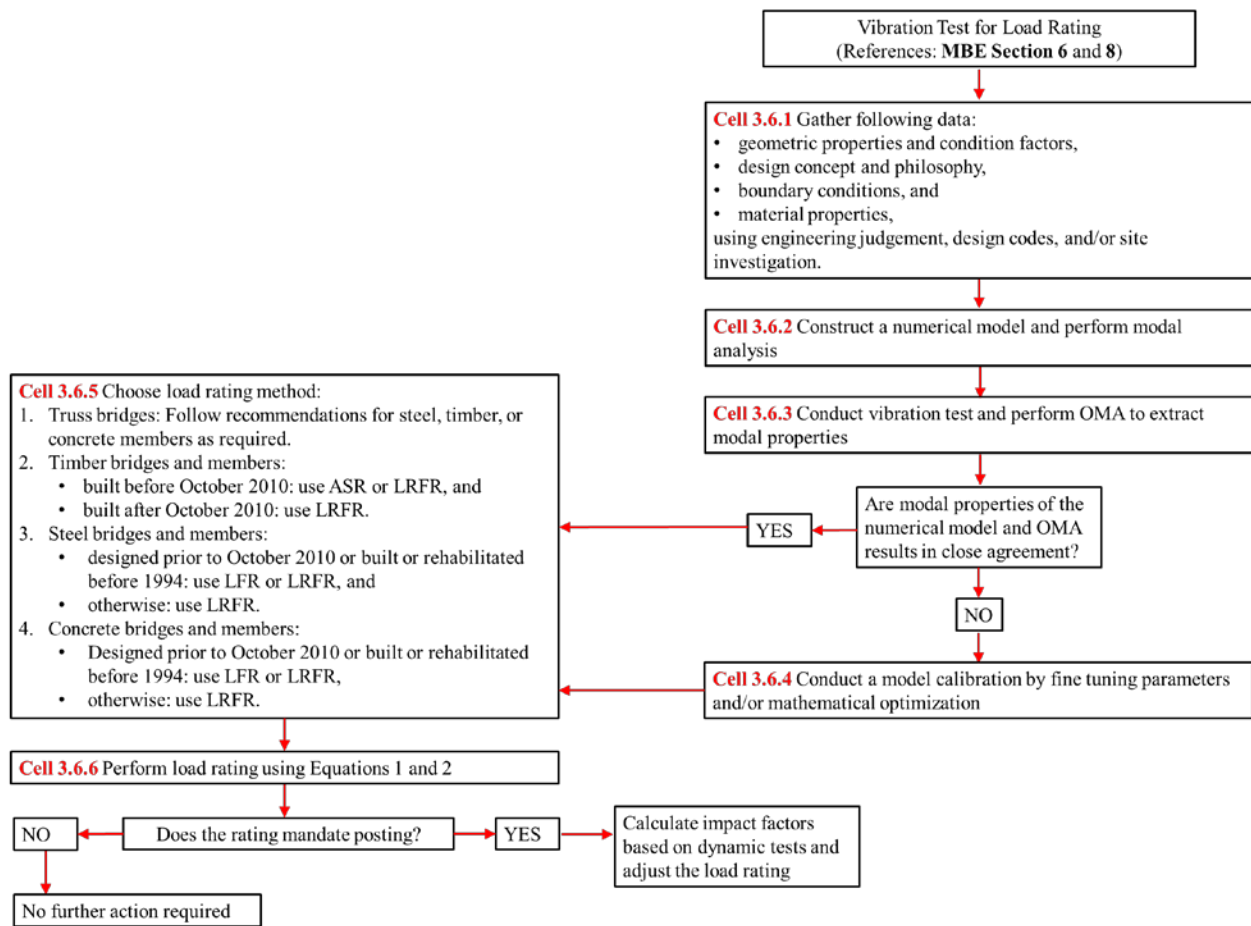 Vibration Test for Load Rating
(References: MBE Section 6 and 8)
Cell 3.6.1 Gather following data:
• geometric properties and condition factors,
• design concept and philosophy,
• boundary conditions, and
• material properties,
using engineering judgement, design codes, and/or site
investigation.
Cell 3.6.2 Construct a numerical model and perform modal
analysis
Cell 3.6.3 Conduct vibration test and perform OMA to extract
modal properties
Are modal properties of the
numerical model and OMA
results in close agreement?
YES
NO
Cell 3.6.4 Conduct a model calibration by fine tuning parameters
and/or mathematical optimization
Cell 3.6.5 Choose load rating method:
1. Truss bridges: Follow recommendations for steel, timber, or
concrete members as required.
2. Timber bridges and members:
• built before October 2010: use ASR or LRFR, and
• built after October 2010: use LRFR.
3. Steel bridges and members:
• designed prior to October 2010 or built or rehabilitated
before 1994: use LFR or LRFR, and
• otherwise: use LRFR.
4. Concrete bridges and members:
• Designed prior to October 2010 or built or rehabilitated
before 1994: use LFR or LRFR,
• otherwise: use LRFR.
Cell 3.6.6 Perform load rating using Equations 1 and 2
Does the rating mandate posting?
NO
YES
Calculate impact factors
based on dynamic tests and
adjust the load rating
No further action required